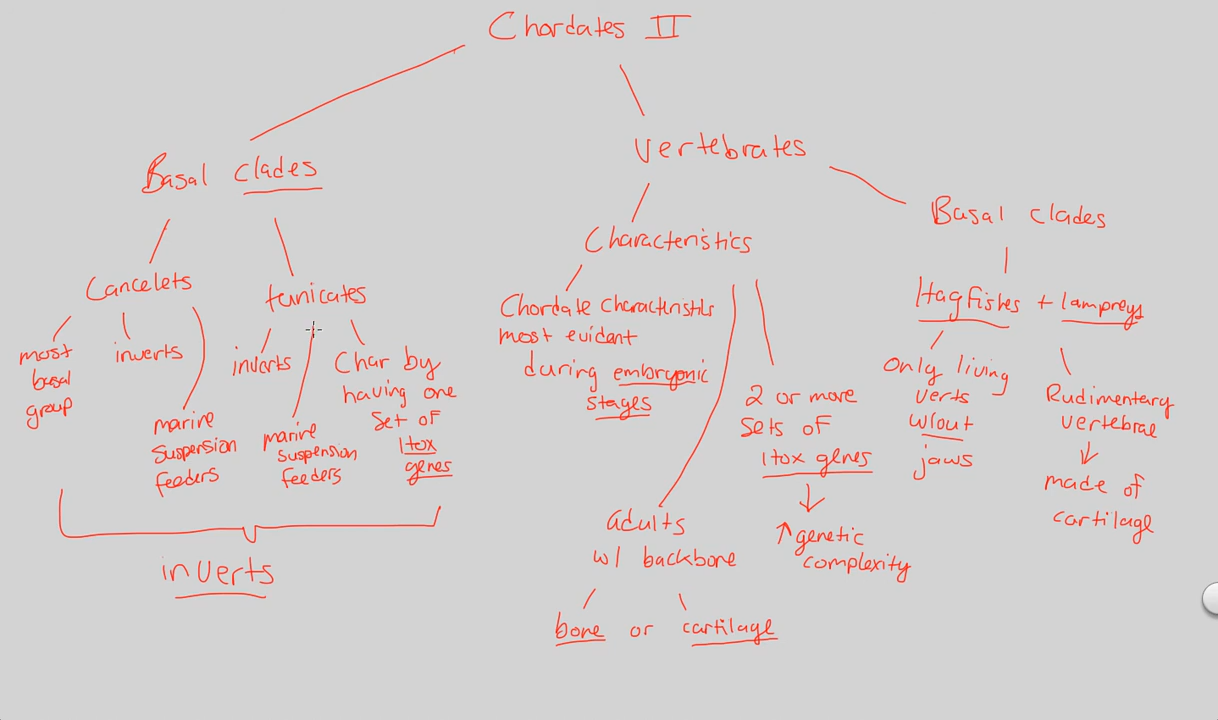 Chordates II
Basal clades
Cancelets
most
basal
group
inverts
marine
suspension
feeders
tunicates
inverts
marine
suspension
feeders
Char by
having one
set of
Hox
genes
inverts
Vertebrates
Characteristics
Chordate characteristics
most evidant
during embryonic
stages
adults
w/ backbone
bone or cartilage
2 or more
sets of
Hox genes
↑genetic
complexity
Basal clades
Hagfishes + lampreys
Only living
verts
w/out
jaws
Rudimentary
vertebrae
made of
cartilage